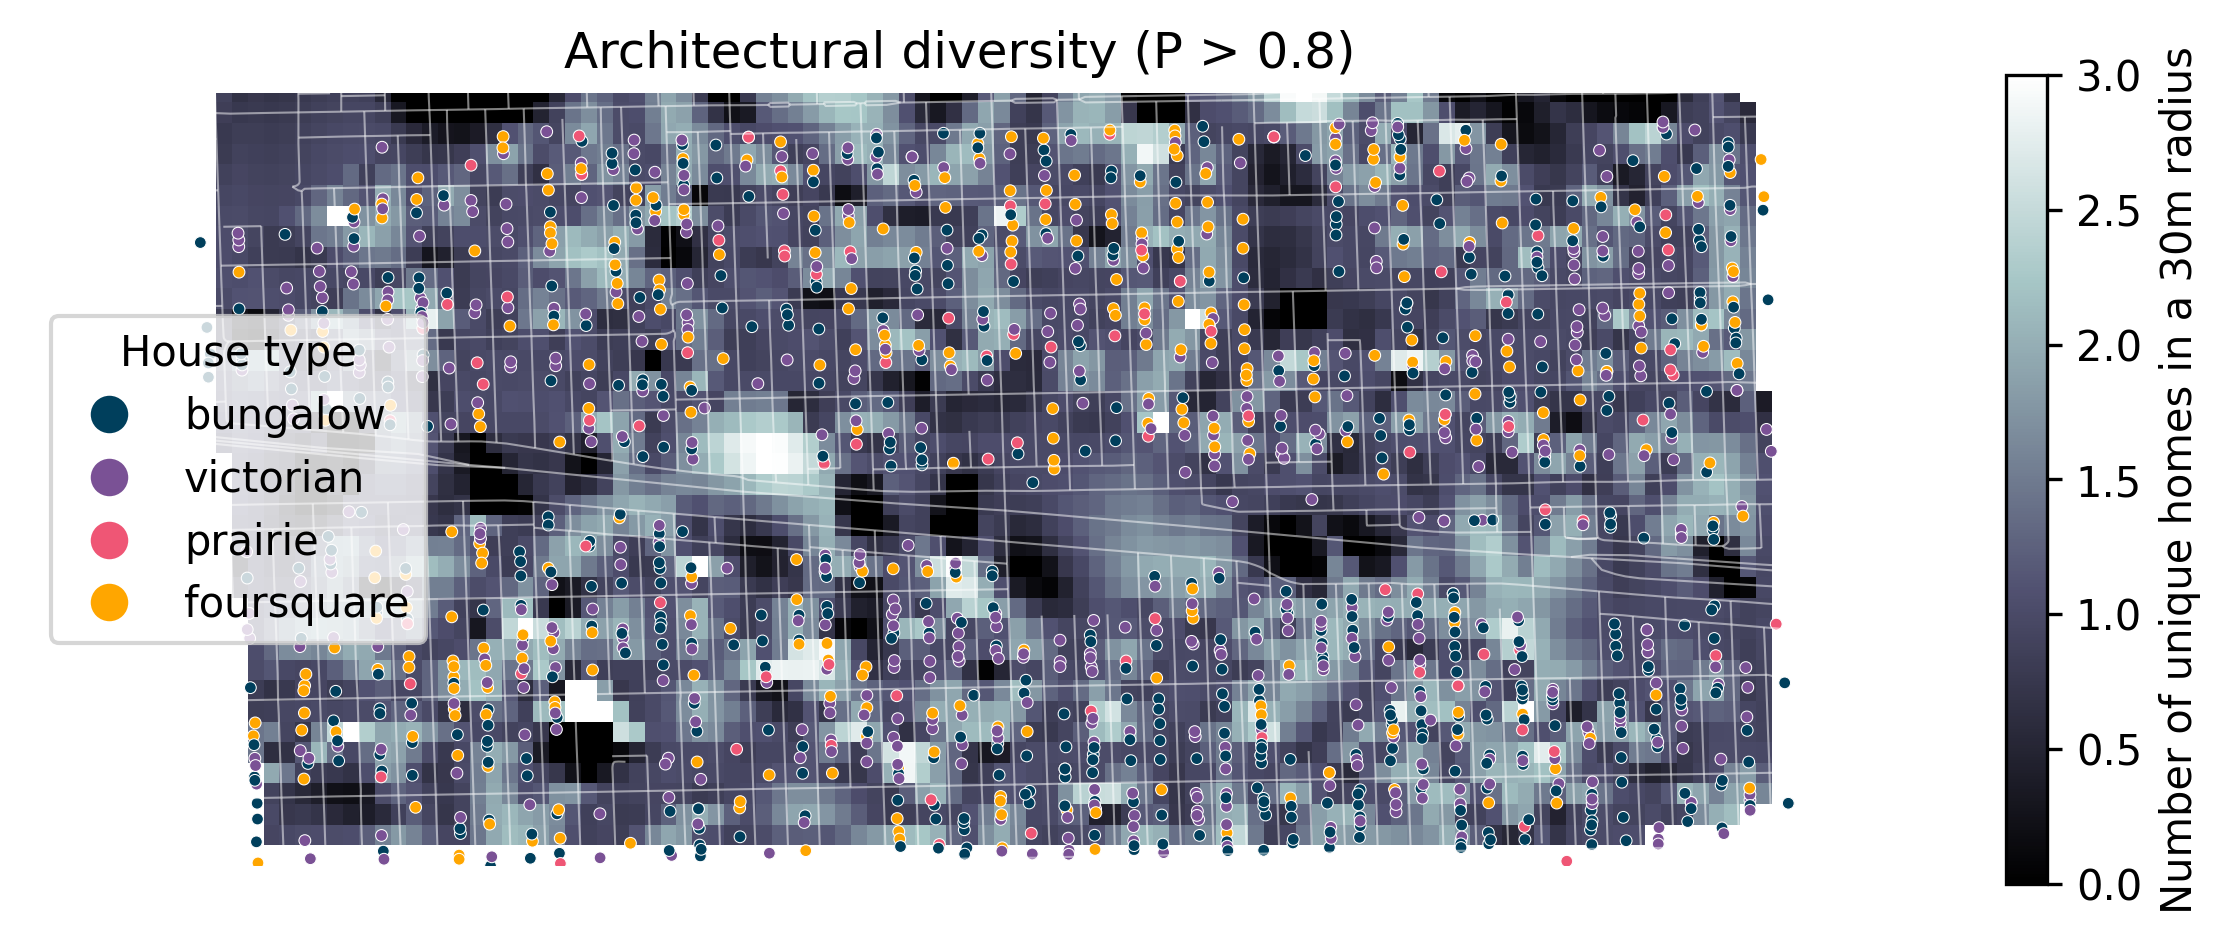 Architectural diversity (P > 0.8)
House type
bungalow
victorian
prairie
foursquare
3.0
2.5
2.0
1.5
1.0
0.5
0.0
Number of unique homes in a 30m radius